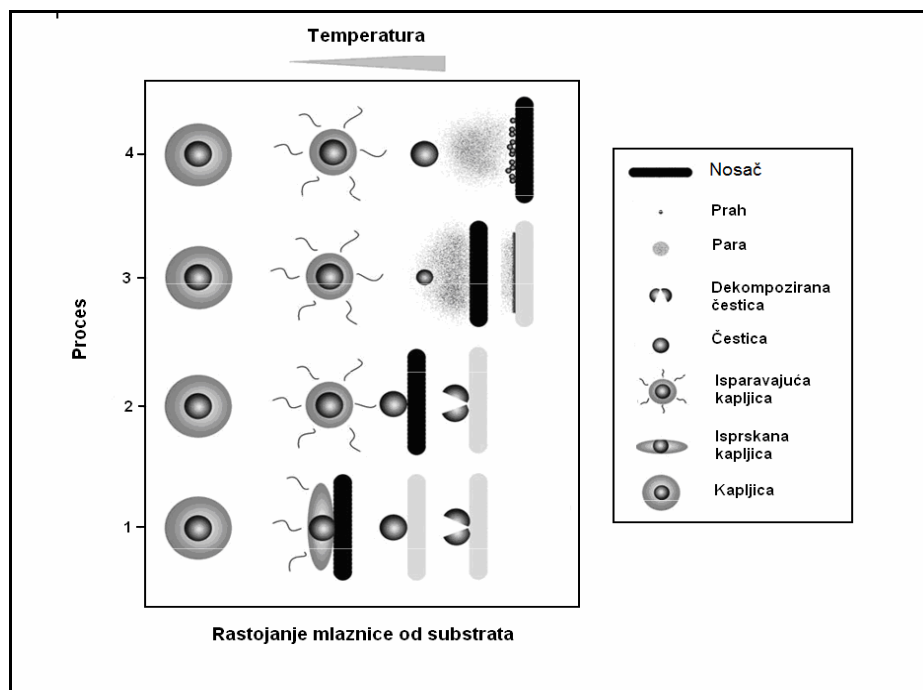 Temperatura
4
3
2
1
Proces
Rastojanje mlaznice od substrata
Nosač
Prah
Para
Dekompozirana
čestica
Čestica
Isparavajuća
kapljica
Isprskana
kapljica
Kapljica